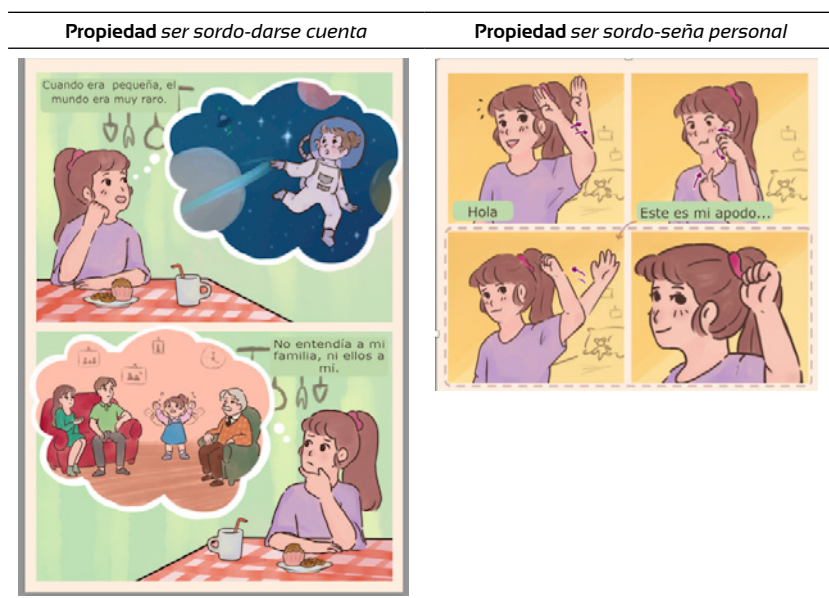 Propiedad ser sordo-darse cuenta
Propiedad ser sordo-seña personal
Cuando era pequeña, el
mundo era muy raro.
No entendía a mi
familia, ni ellos a
mí.
Hola
Este es mi apodo...